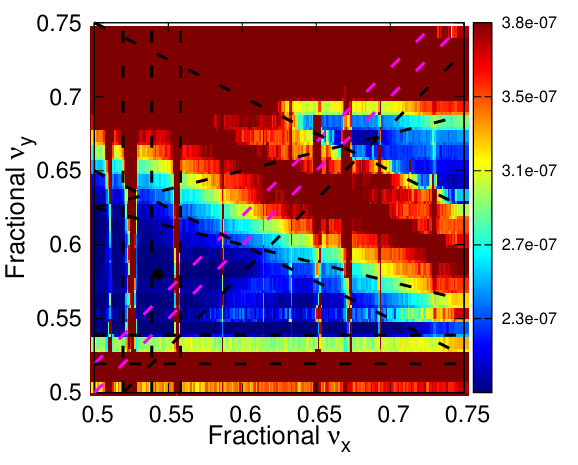 0.75
0.7
0.65
0.6
0.55
0.5
Fractional νy
0.5 0.55 0.6 0.65 0.7 0.75
Fractional νx
3.8e-07
3.5e-07
3.1e-07
2.7e-07
2.3e-07